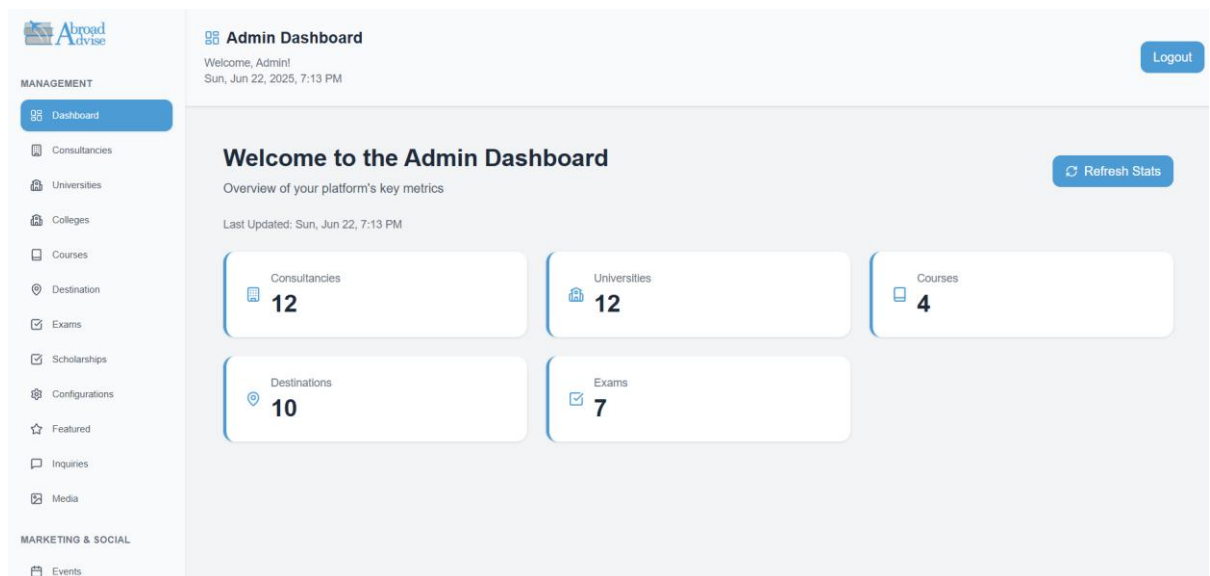 Abroad
Advise
MANAGEMENT
Dashboard
Consultancies
Universities
Colleges
Courses
Destination
Exams
Scholarships
Configurations
Featured
Inquiries
Media
MARKETING & SOCIAL
Events
Admin Dashboard
Welcome, Admin!
Sun, Jun 22, 2025, 7:13 PM
Logout
Welcome to the Admin Dashboard
Overview of your platform's key metrics
Refresh Stats
Last Updated: Sun, Jun 22, 7:13 PM
Consultancies
12
Universities
12
Courses
4
Destinations
10
Exams
7